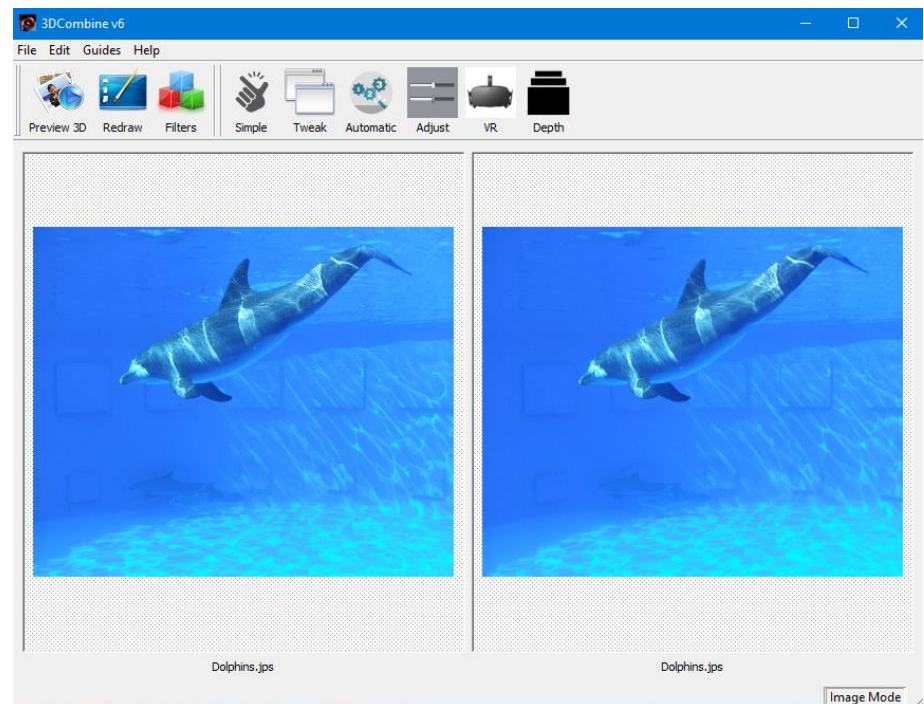 3DCombine v6
File Edit Guides Help
Preview 3D Redraw Filters Simple Tweak Automatic Adjust VR Depth
Dolphins.jps Dolphins.jps
Image Mode